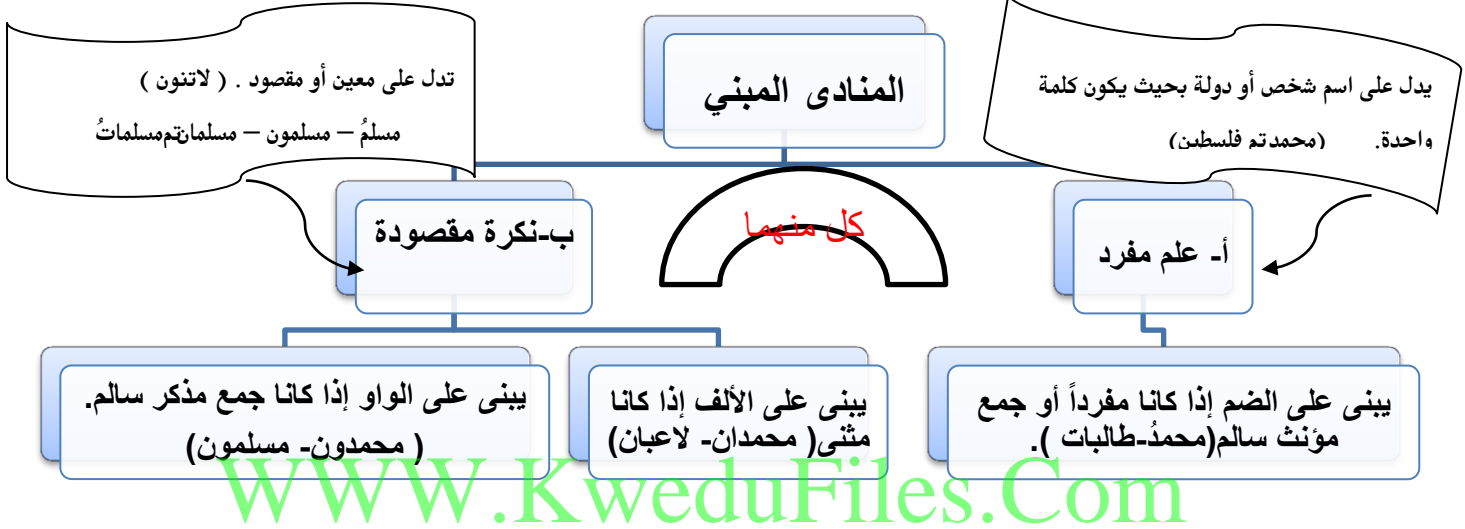 المنادى المبني
يدل على اسم شخص أو دولة بحيث يكون كلمة
واحدة. (محمدتم فلسطين)
تدل على معين أو مقصود . ( لاتنون )
مسلمُ – مسلمون – مسلمانتممسلماتُ
كل منهما
أ- علم مفرد
ب-نكرة مقصودة
يبنى على الضم إذا كانا مفرداً أو جمع
مؤنث سالم(محمدُ-طالبات ).
يبنى على الألف إذا كانا
مثنى( محمدان- لاعبان)
يبنى على الواو إذا كانا جمع مذكر سالم.
( محمدون- مسلمون)
WWW.KweduFiles.Com